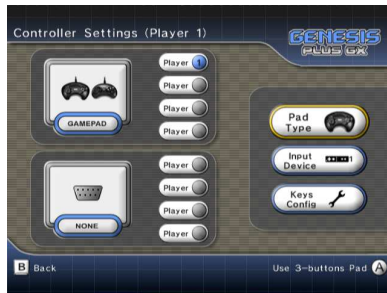 Controller Settings (Player 1)
GENESIS
PLUS GX
Player 1
Player
Player
Player
GAMEPAD
Pad
Type
Input
Device
1
Keys
Config
Player
Player
Player
Player
NONE
B Back
Use 3-buttons Pad A